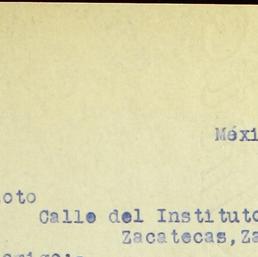 Méxi
oto
Calle del Instituto
Zacatecas, Za